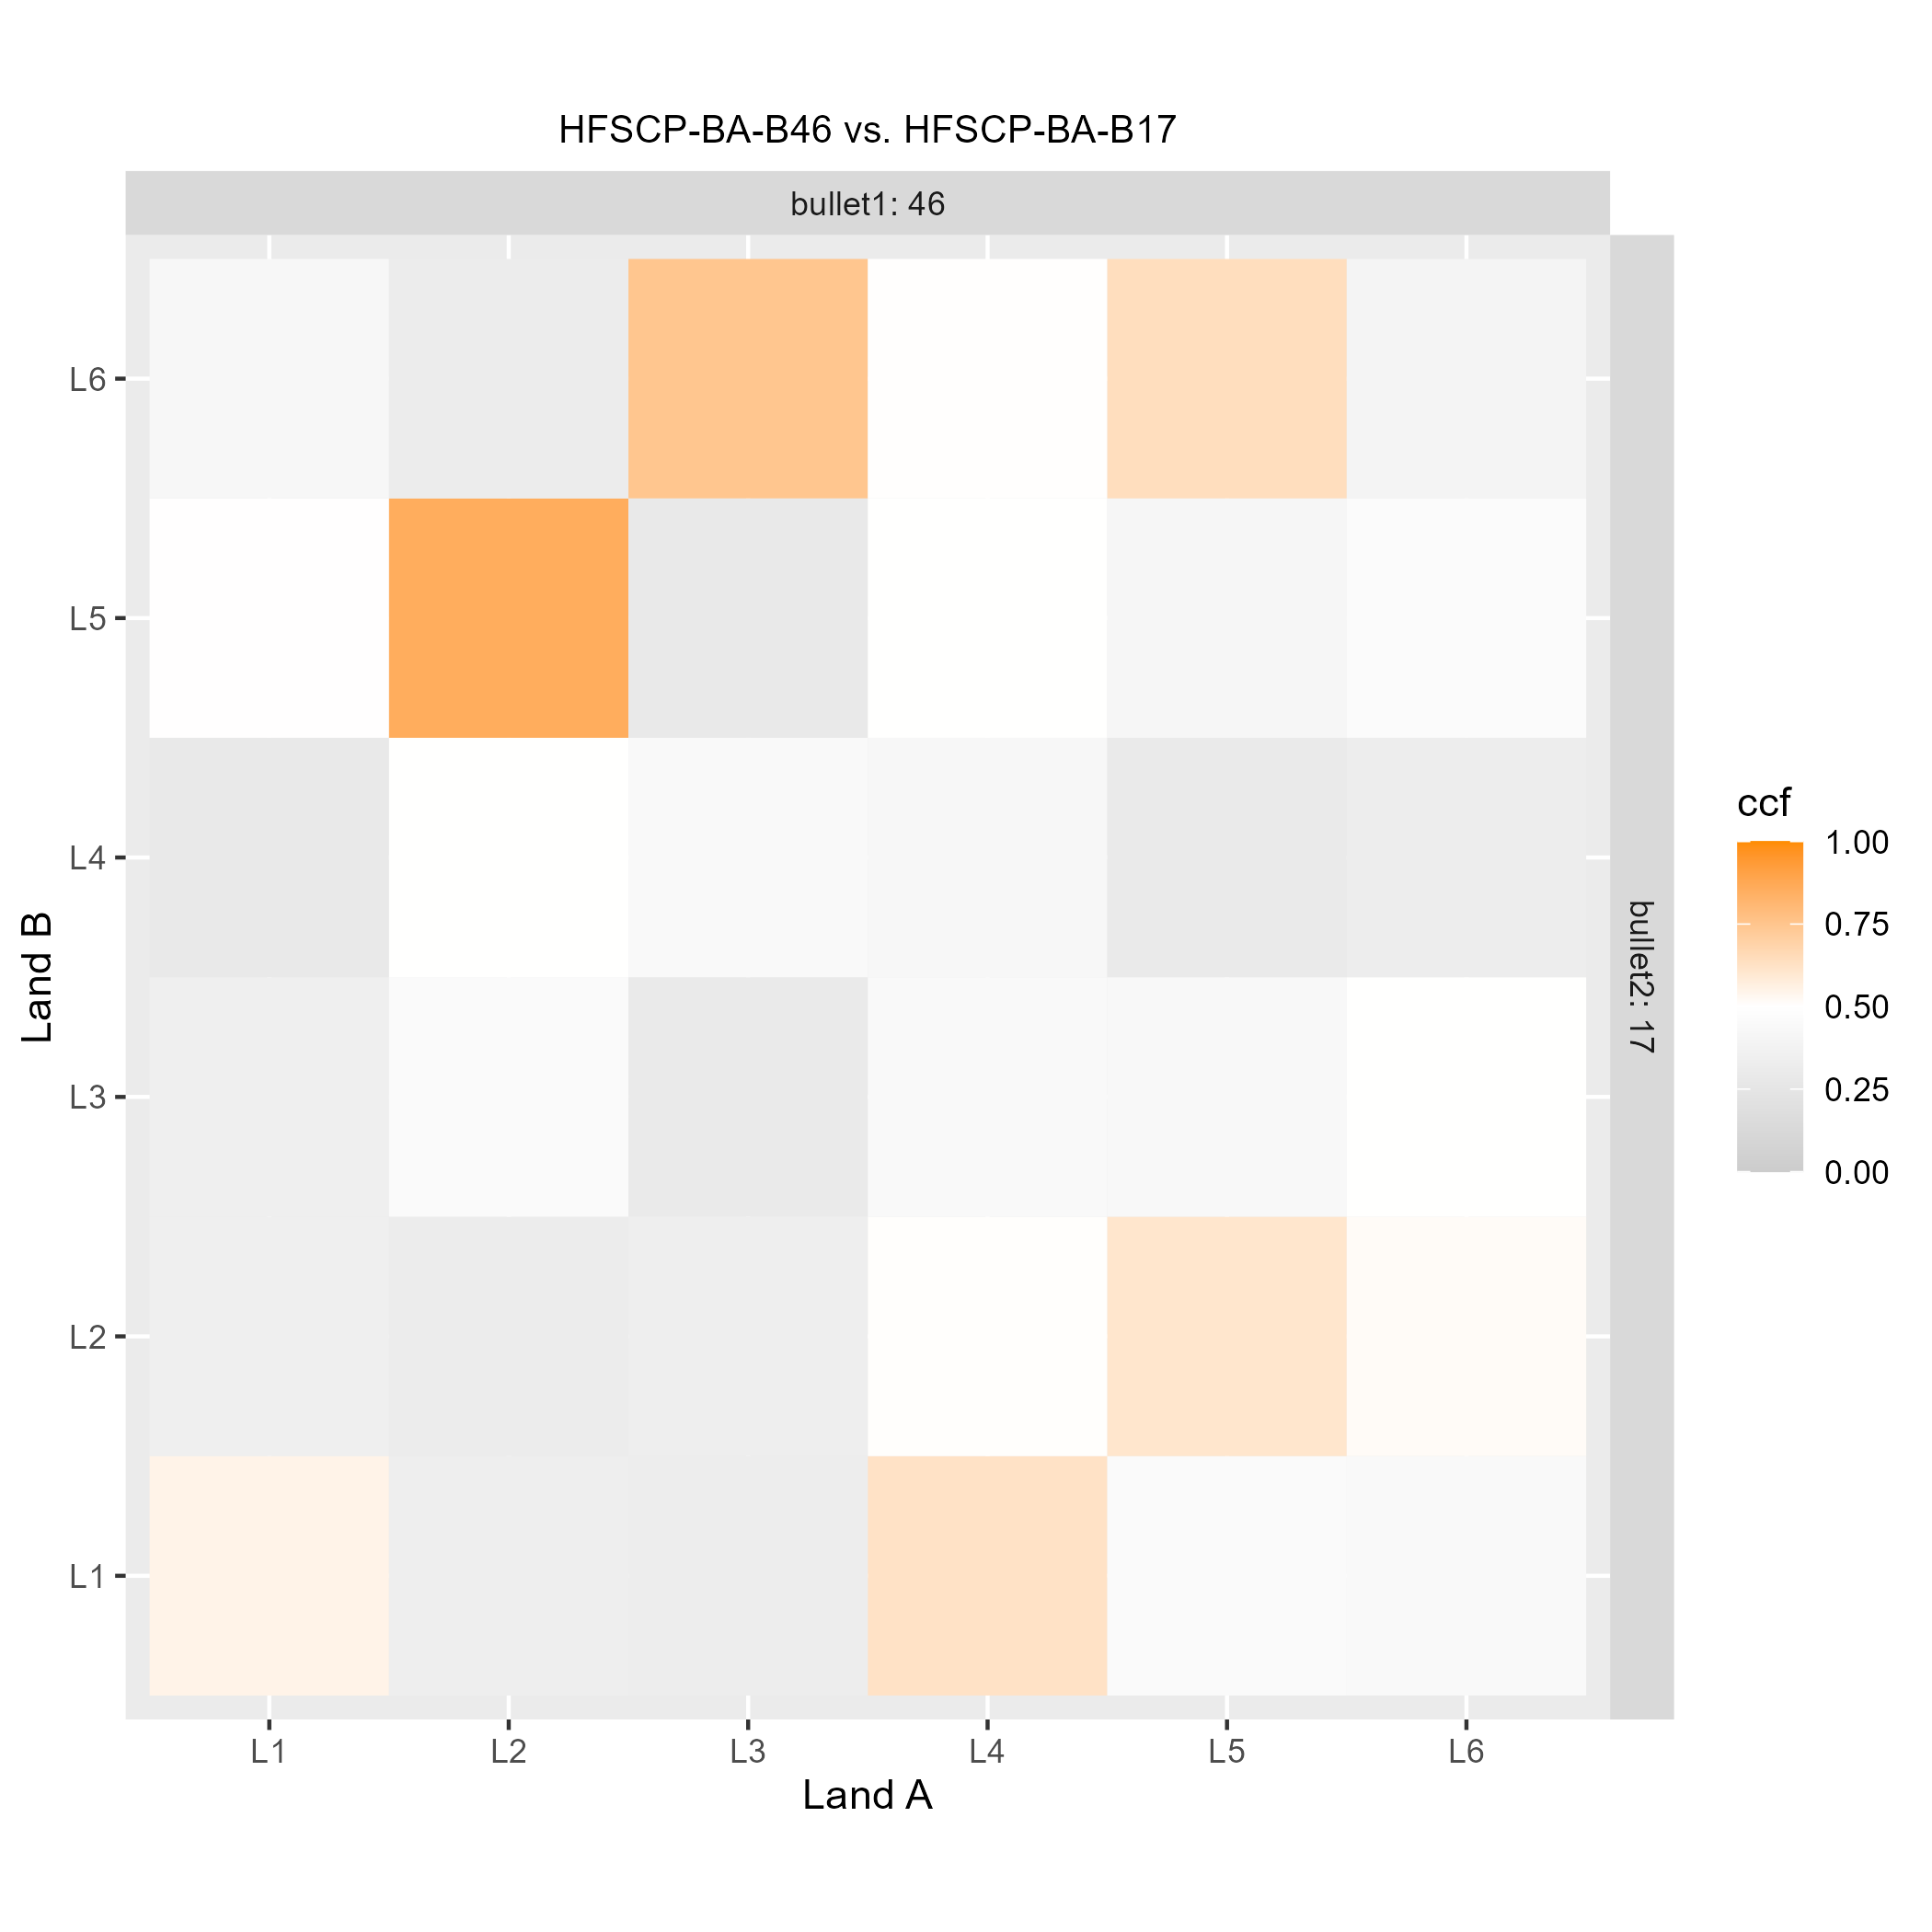 HFSCP-BA-B46 vs. HFSCP-BA-B17
bullet1: 46
L6
L5
L4
L3
L2
L1
Land B
bullet2: 17
L1 L2 L3 L4 L5 L6
Land A
ccf
1.00
0.75
0.50
0.25
0.00